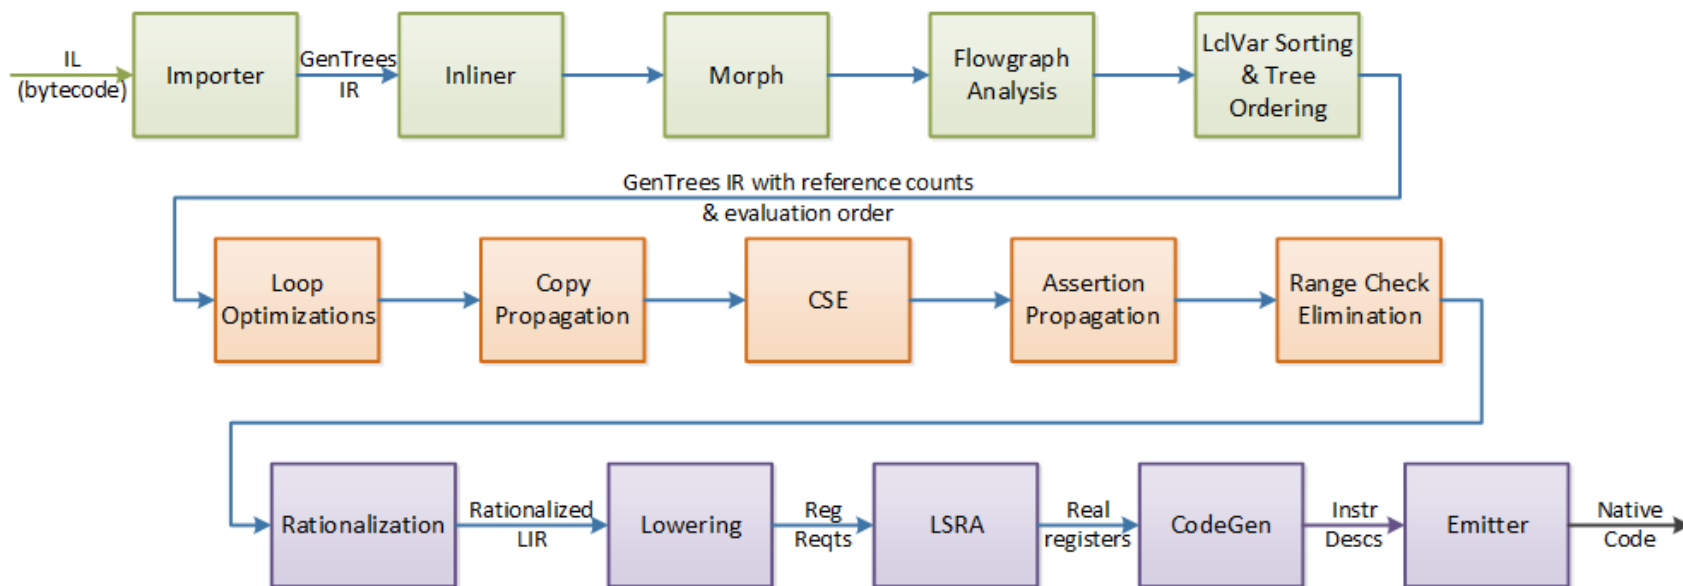 IL
(bytecode)
Importer
GenTrees
IR
Inliner
Morph
Flowgraph
Analysis
LclVar Sorting
& Tree
Ordering
GenTrees IR with reference counts
& evaluation order
Loop
Optimizations
Copy
Propagation
CSE
Assertion
Propagation
Range Check
Elimination
Rationalization
Rationalized
LIR
Lowering
Reg
Reqts
LSRA
Real
registers
CodeGen
Instr
Descs
Emitter
Native
Code